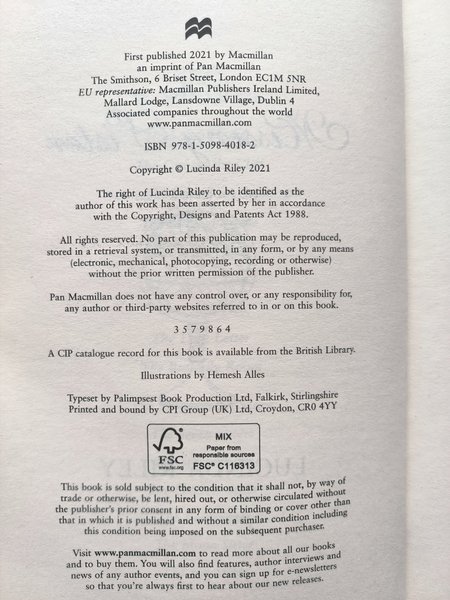 First published 2021 by Macmillan
an imprint of Pan Macmillan
The Smithson, 6 Briset Street, London EC1M 5NR
EU representative: Macmillan Publishers Ireland Limited,
Mallard Lodge, Lansdowne Village, Dublin 4
Associated companies throughout the world
www.panmacmillan.com
ISBN 978-1-5098-4018-2
Copyright © Lucinda Riley 2021
The right of Lucinda Riley to be identified as the
author of this work has been asserted by her in accordance
with the Copyright, Designs and Patents Act 1988.
All rights reserved. No part of this publication may be reproduced,
stored in a retrieval system, or transmitted, in any form, or by any means
(electronic, mechanical, photocopying, recording or otherwise)
without the prior written permission of the publisher.
Pan Macmillan does not have any control over, or any responsibility for,
any author or third-party websites referred to in or on this book.
3 5 7 9 8 6 4
A CIP catalogue record for this book is available from the British Library.
Illustrations by Hemesh Alles
Typeset by Palimpsest Book Production Ltd, Falkirk, Stirlingshire
Printed and bound by CPI Group (UK) Ltd, Croydon, CR0 4YY
FSC
www.fsc.org
MIX
Paper from
responsible sources
FSC® C116313
This book is sold subject to the condition that it shall not, by way of
trade or otherwise, be lent, hired out, or otherwise circulated without
the publisher's prior consent in any form of binding or cover other than
that in which it is published and without a similar condition including
this condition being imposed on the subsequent purchaser.
Visit www.panmacmillan.com to read more about all our books
and to buy them. You will also find features, author interviews and
news of any author events, and you can sign up for e-newsletters
so that you're always first to hear about our new releases.